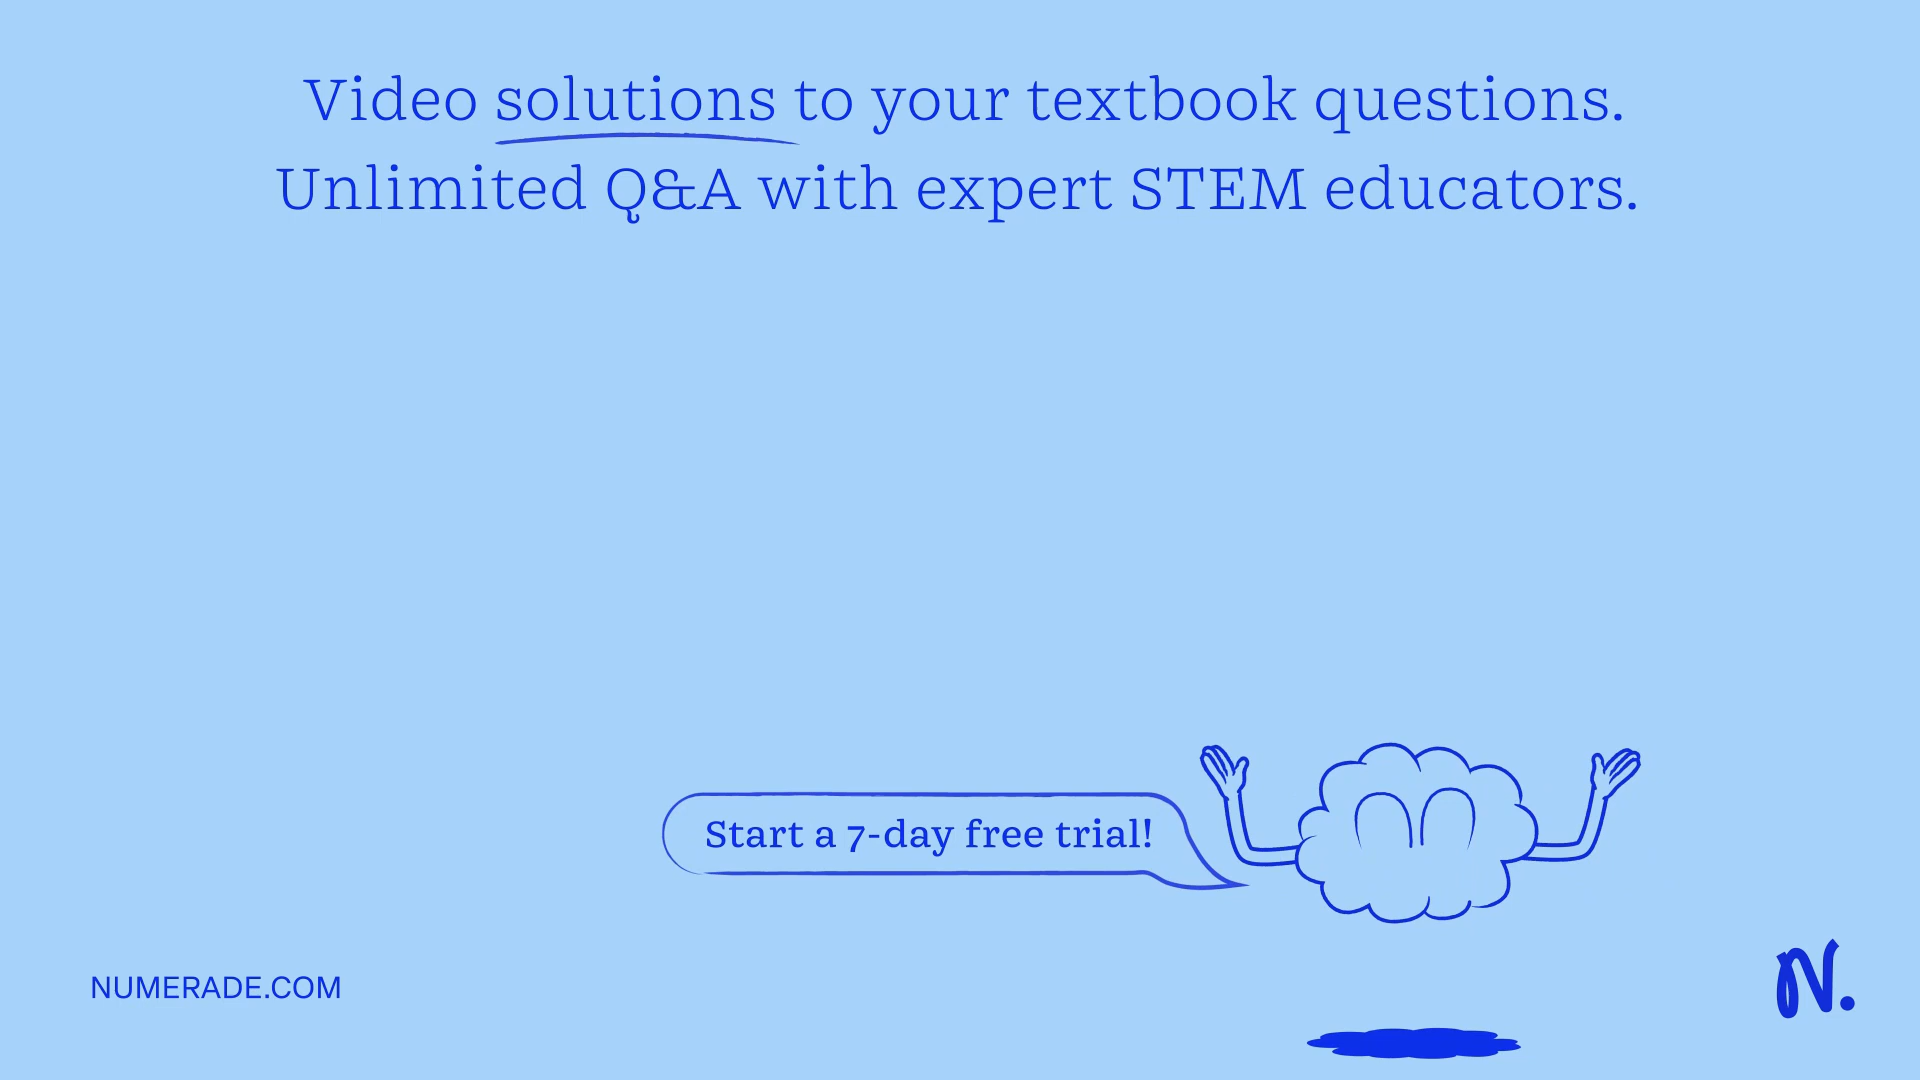 Video solutions to your textbook questions.
Unlimited Q&A with expert STEM educators.
Start a 7-day free trial!
NUMERADE.COM
N.